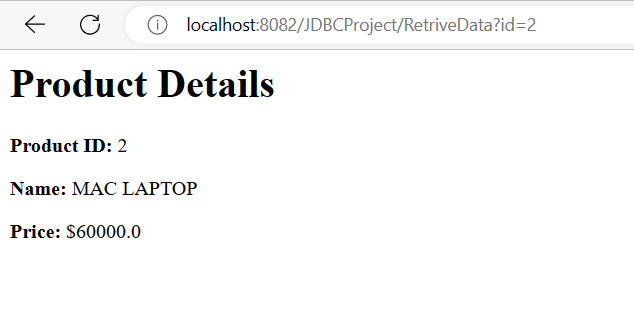 localhost:8082/JDBCProject/RetriveData?id=2
Product Details
Product ID: 2
Name: MAC LAPTOP
Price: $60000.0